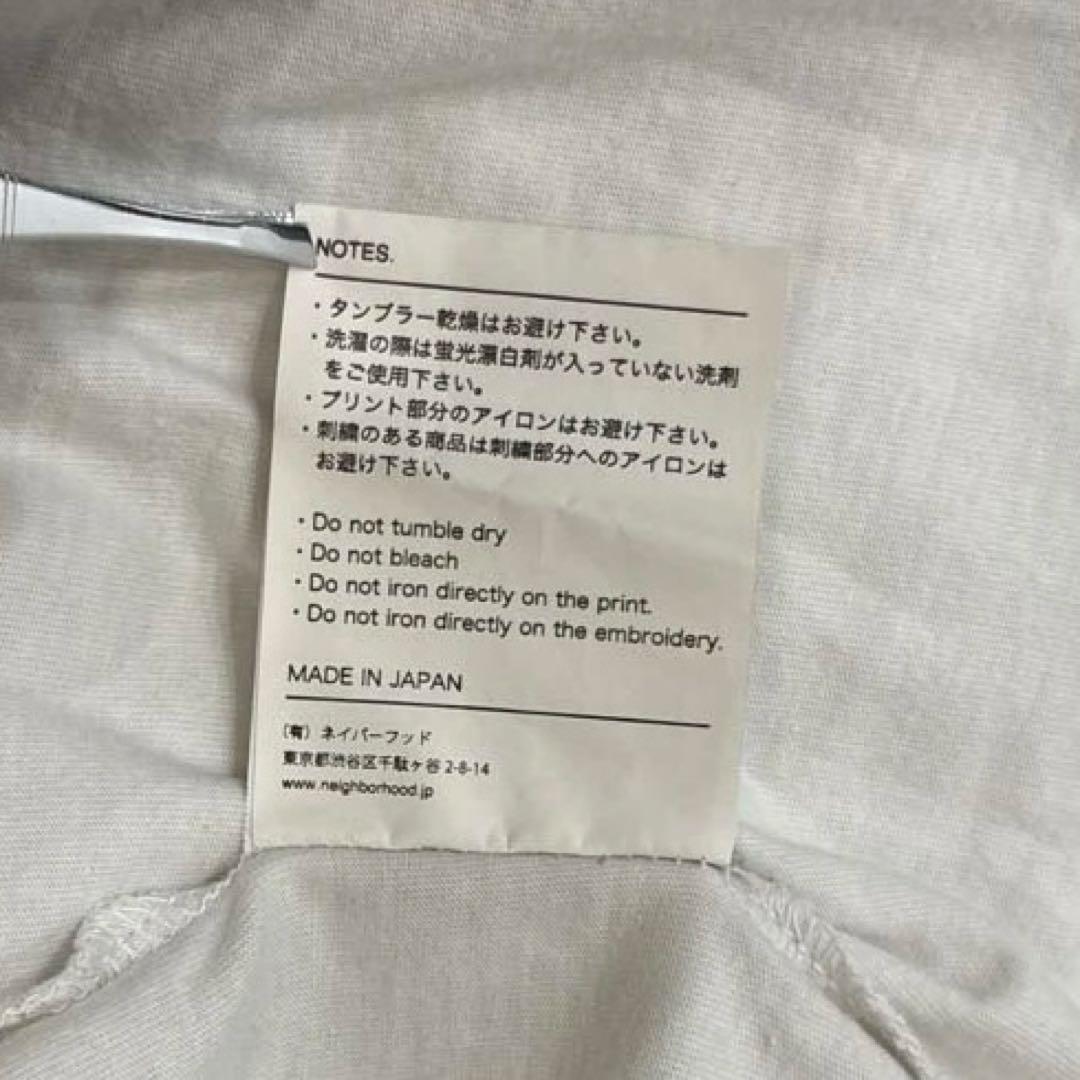 NOTES.
・タンブラー乾燥はお避け下さい。
・洗濯の際は蛍光漂白剤が入っていない洗剤
をご使用下さい。
・プリント部分のアイロンはお避け下さい。
・刺繍のある商品は刺繍部分へのアイロンは
お避け下さい。
・Do not tumble dry
・Do not bleach
・Do not iron directly on the print.
・Do not iron directly on the embroidery.
MADE IN JAPAN
(有) ネイバーフッド
東京都渋谷区千駄ヶ谷 2-8-14
www.neighborhood.jp